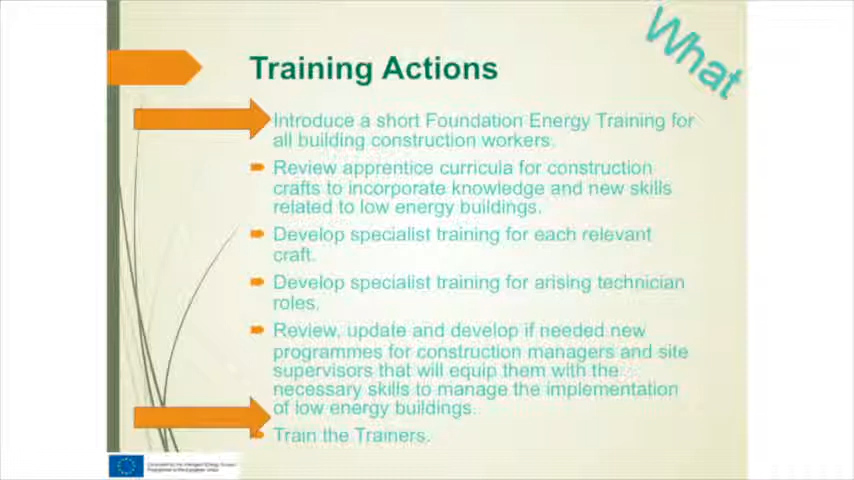 What
Training Actions
Introduce a short Foundation Energy Training for
all building construction workers.
Review apprentice curricula for construction
crafts to incorporate knowledge and new skills
related to low energy buildings.
Develop specialist training for each relevant
craft.
Develop specialist training for arising technician
roles.
Review, update and develop if needed new
programmes for construction managers and site
supervisors that will equip them with the
necessary skills to manage the implementation
of low energy buildings.
Train the Trainers.